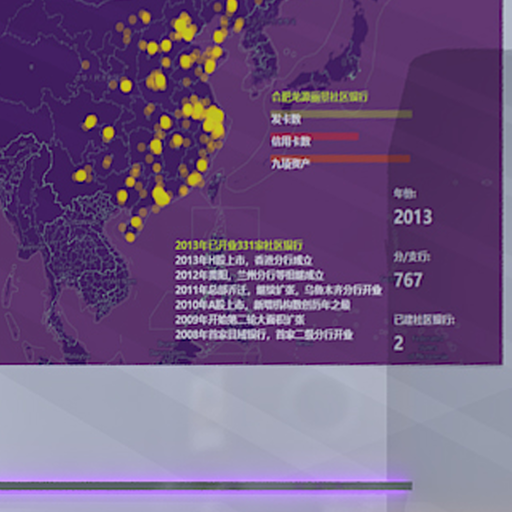 合肥龙源丽景社区银行
发卡数
信用卡数
九项资产
年份:
2013
分/支行:
767
已建社区银行:
2
2013年已开业331家社区银行
2013年H股上市，香港分行成立
2012年贵阳、兰州分行等相继成立
2011年总部乔迁，继续扩张，乌鲁木齐分行开业
2010年A股上市，新增机构数创历年之最
2009年开始第二轮大面积扩张
2008年首家县域银行，首家二级分行开业